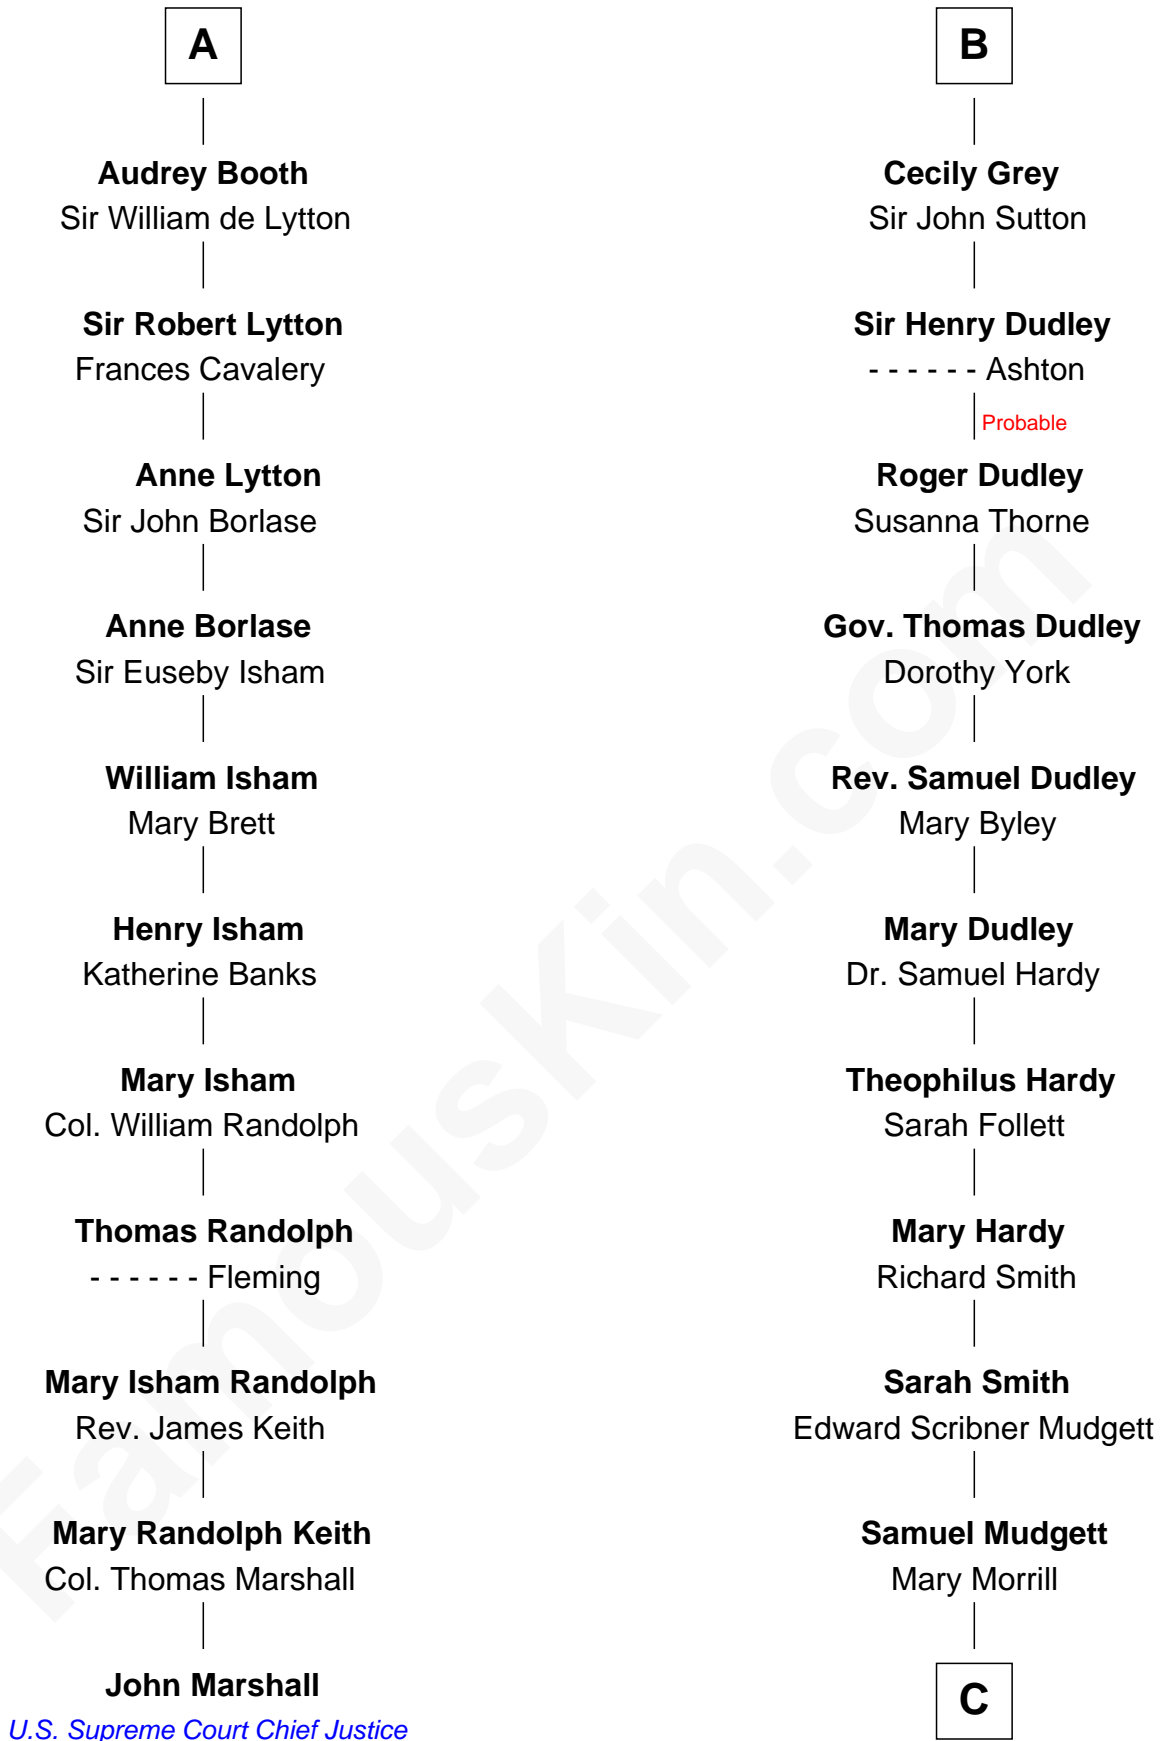 A
Audrey Booth
Sir William de Lytton
Sir Robert Lytton
Frances Cavalery
Anne Lytton
Sir John Borlase
Anne Borlase
Sir Euseby Isham
William Isham
Mary Brett
Henry Isham
Katherine Banks
Mary Isham
Col. William Randolph
Thomas Randolph
- - - - - - Fleming
Mary Isham Randolph
Rev. James Keith
Mary Randolph Keith
Col. Thomas Marshall
John Marshall
U.S. Supreme Court Chief Justice
B
Cecily Grey
Sir John Sutton
Sir Henry Dudley
- - - - - - Ashton
Probable
Roger Dudley
Susanna Thorne
Gov. Thomas Dudley
Dorothy York
Rev. Samuel Dudley
Mary Byley
Mary Dudley
Dr. Samuel Hardy
Theophilus Hardy
Sarah Follett
Mary Hardy
Richard Smith
Sarah Smith
Edward Scribner Mudgett
Samuel Mudgett
Mary Morrill
C
FamousKin.com